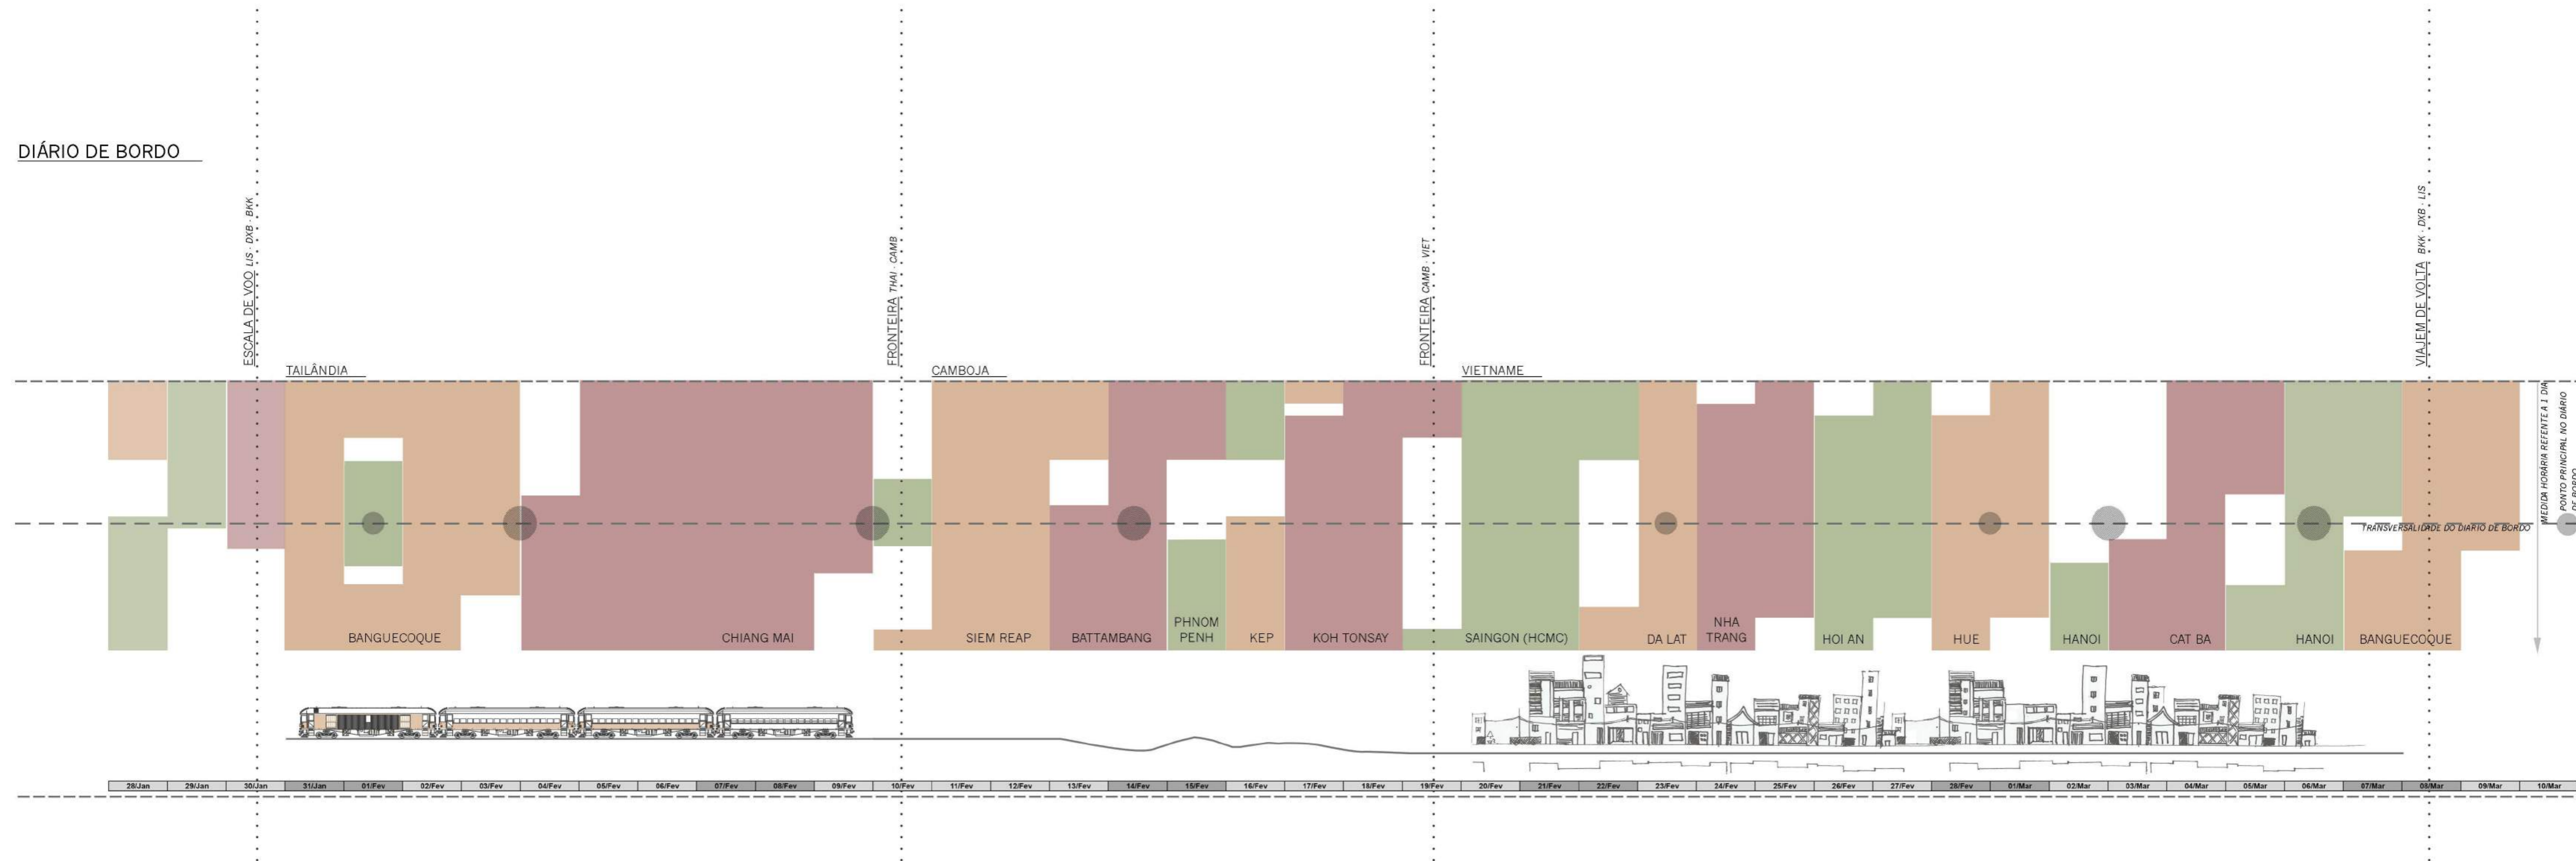 DIÁRIO DE BORDO
ESCALA DE VOO LIS · DXB · BKK
FRONTEIRA THAI · CAMB
FRONTEIRA CAMB · VIET
VIAJEM DE VOLTA BKK · DXB · LIS
TAILÂNDIA
CAMBOJA
VIETNAME
MEDIDA HORÁRIA REFENTE A 1 DIA
PONTO PRINCIPAL NO DIÁRIO
DE BORDO
TRANSVERSALIDADE DO DIARIO DE BORDO
BANGUECOQUE
CHIANG MAI
SIEM REAP
BATTAMBANG
PHNOM
PENH
KEP
KOH TONSAY
SAINGON (HCMC)
DA LAT
NHA
TRANG
HOI AN
HUE
HANOI
CAT BA
HANOI
BANGUECOQUE
28/Jan 29/Jan 30/Jan 31/Jan 01/Fev 02/Fev 03/Fev 04/Fev 05/Fev 06/Fev 07/Fev 08/Fev 09/Fev 10/Fev 11/Fev 12/Fev 13/Fev 14/Fev 15/Fev 16/Fev 17/Fev 18/Fev 19/Fev 20/Fev 21/Fev 22/Fev 23/Fev 24/Fev 25/Fev 26/Fev 27/Fev 28/Fev 01/Mar 02/Mar 03/Mar 04/Mar 05/Mar 06/Mar 07/Mar 08/Mar 09/Mar 10/Mar